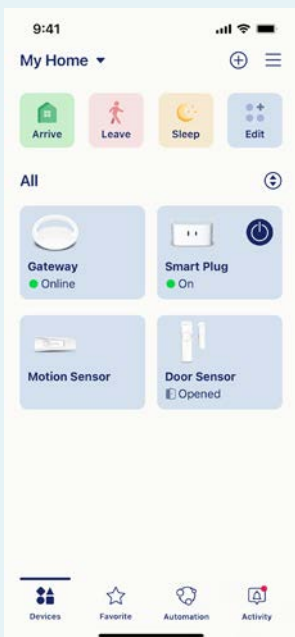 9:41
My Home
Arrive
Leave
Sleep
Edit
All
Gateway
Online
Smart Plug
On
Motion Sensor
Door Sensor
Opened
Devices
Favorite
Automation
Activity